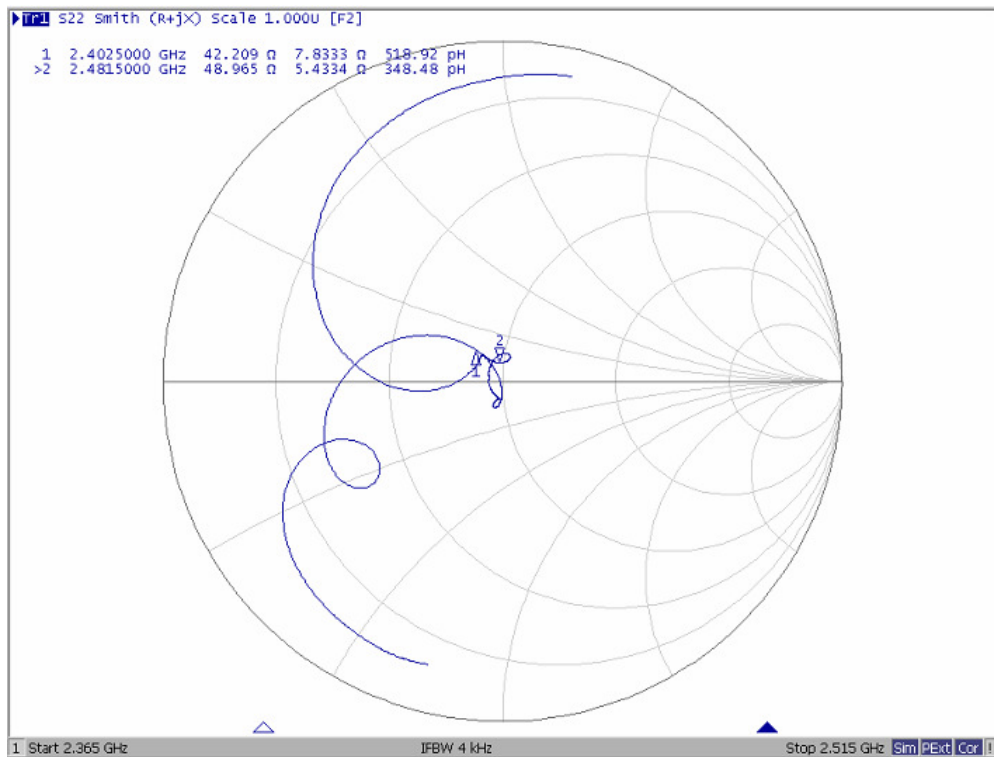 Tr1 S22 Smith (R+jX) Scale 1.000U [F2]
1 2.4025000 GHz 42.209 Ω 7.8333 Ω 518.92 pH
>2 2.4815000 GHz 48.965 Ω 5.4334 Ω 348.48 pH
2
1
1 Start 2.365 GHz IFBW 4 kHz Stop 2.515 GHz Sim PExt Cor !